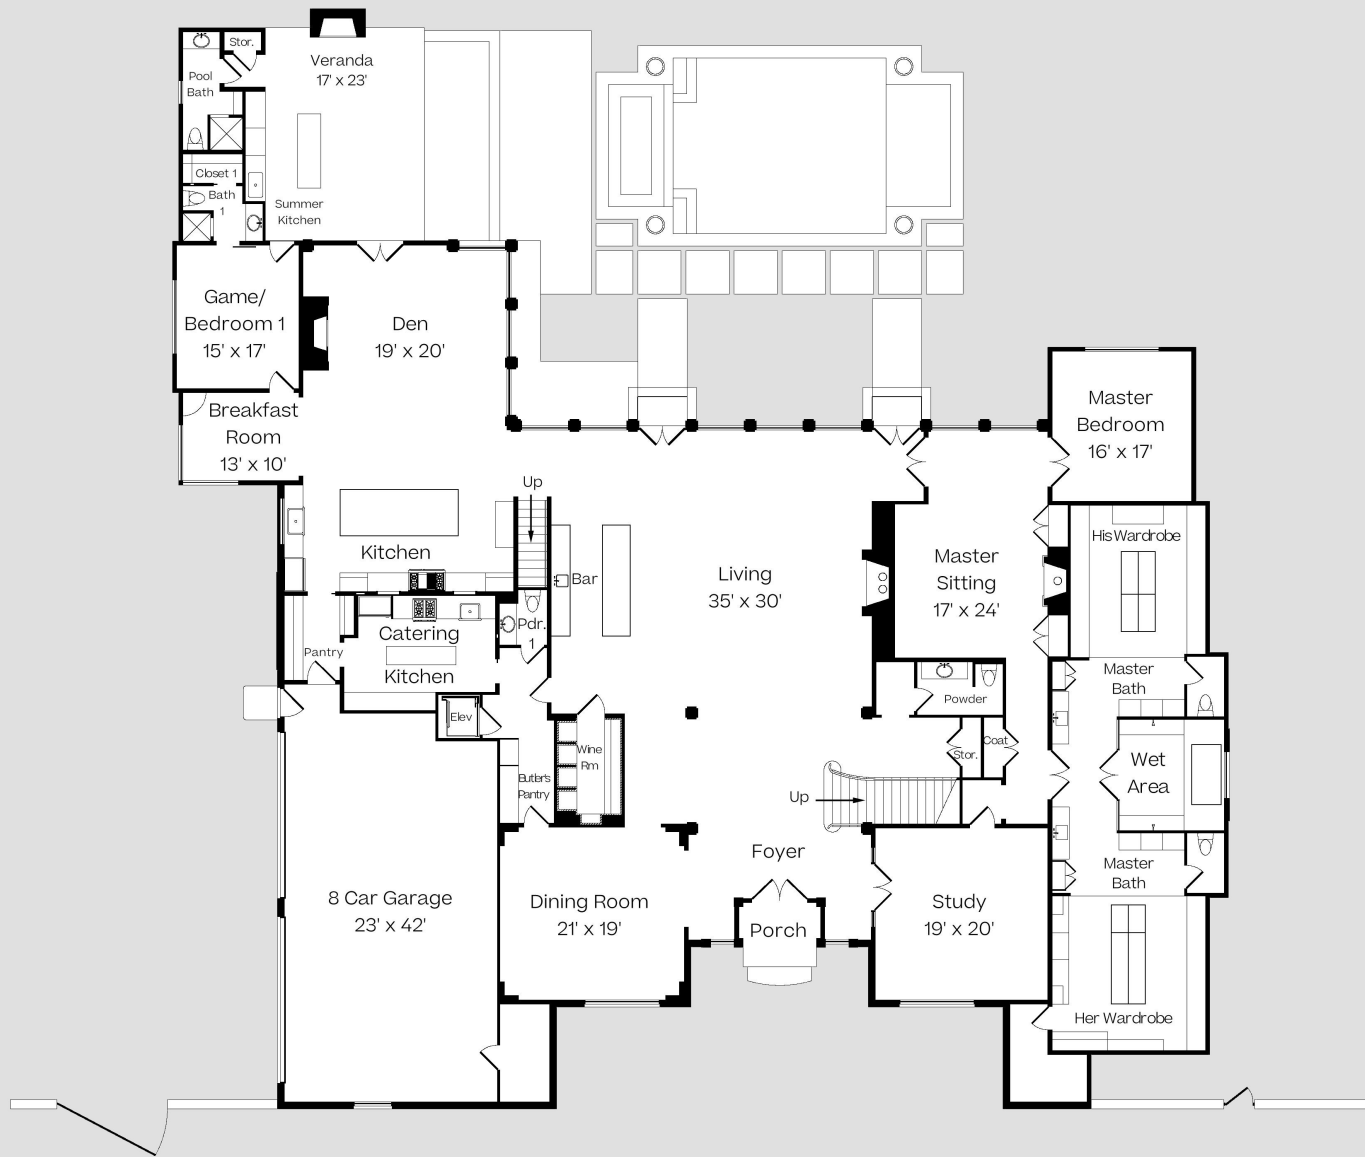 Stor.
Veranda
17' x 23'
Pool
Bath
Closet 1
Bath
1
Summer
Kitchen
Game/
Bedroom 1
15' x 17'
Den
19' x 20'
Breakfast
Room
13' x 10'
Master
Bedroom
16' x 17'
Up
Kitchen
Bar
Living
35' x 30'
Master
Sitting
17' x 24'
His Wardrobe
Catering
Kitchen
Pdr.
1
Pantry
Powder
Master
Bath
Elev
Wine
Rm
Stor.
Coat
Wet
Area
Butler's
Pantry
Up
Foyer
Master
Bath
8 Car Garage
23' x 42'
Dining Room
21' x 19'
Porch
Study
19' x 20'
Her Wardrobe